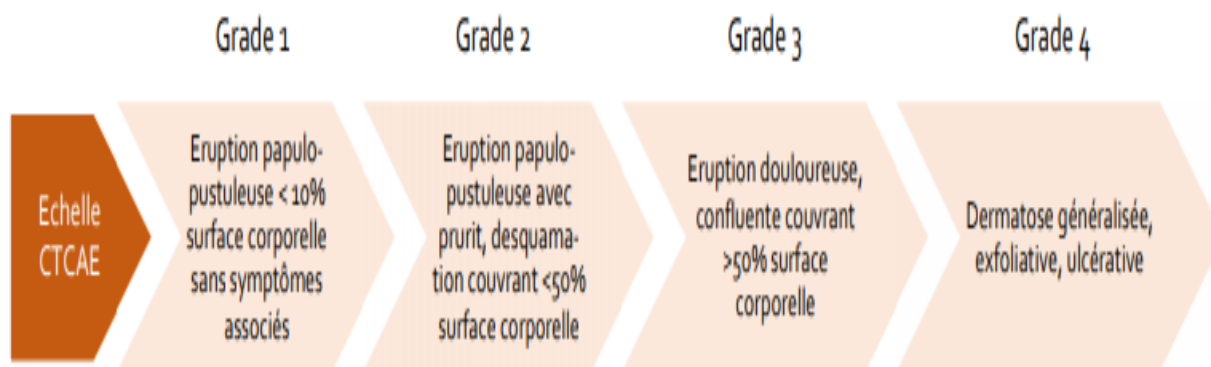 Grade 1
Grade 2
Grade 3
Grade 4
Echelle
CTCAE
Eruption papulo-
pustuleuse < 10%
surface corporelle
sans symptômes
associés
Eruption papulo-
pustuleuse avec
prurit, desquama-
tion couvrant <50%
surface corporelle
Eruption douloureuse,
confluente couvrant
>50% surface
corporelle
Dermatose généralisée,
exfoliative, ulcérative